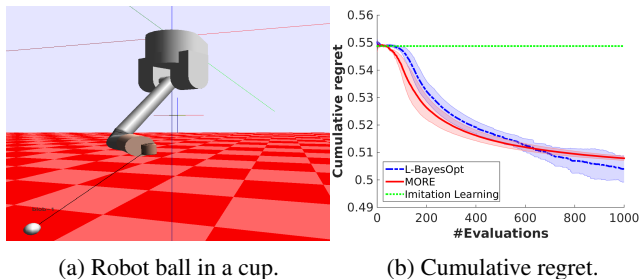 0.56
0.55
0.54
0.53
0.52
0.51
0.5
0.49
Cumulative regret
L-BayesOpt
MORE
Imitation Learning
0 200 400 600 800 1000
#Evaluations
(a) Robot ball in a cup.
(b) Cumulative regret.